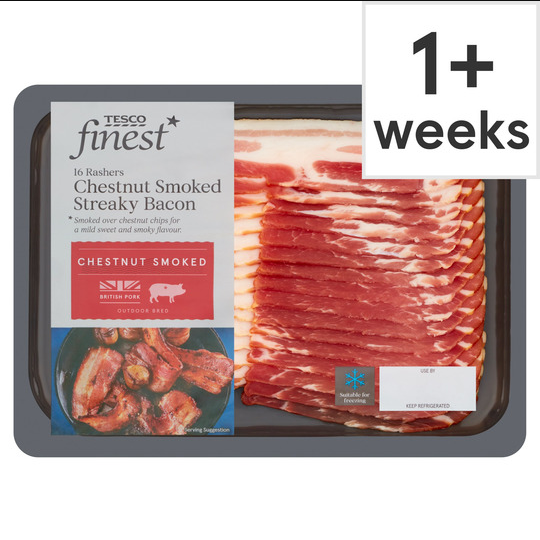 1+
weeks
TESCO
finest*
16 Rashers
Chestnut Smoked
Streaky Bacon
*Smoked over chestnut chips for
a mild sweet and smoky flavour.
CHESTNUT SMOKED
BRITISH PORK
OUTDOOR BRED
Serving Suggestion
Suitable for
freezing
USE BY
KEEP REFRIGERATED